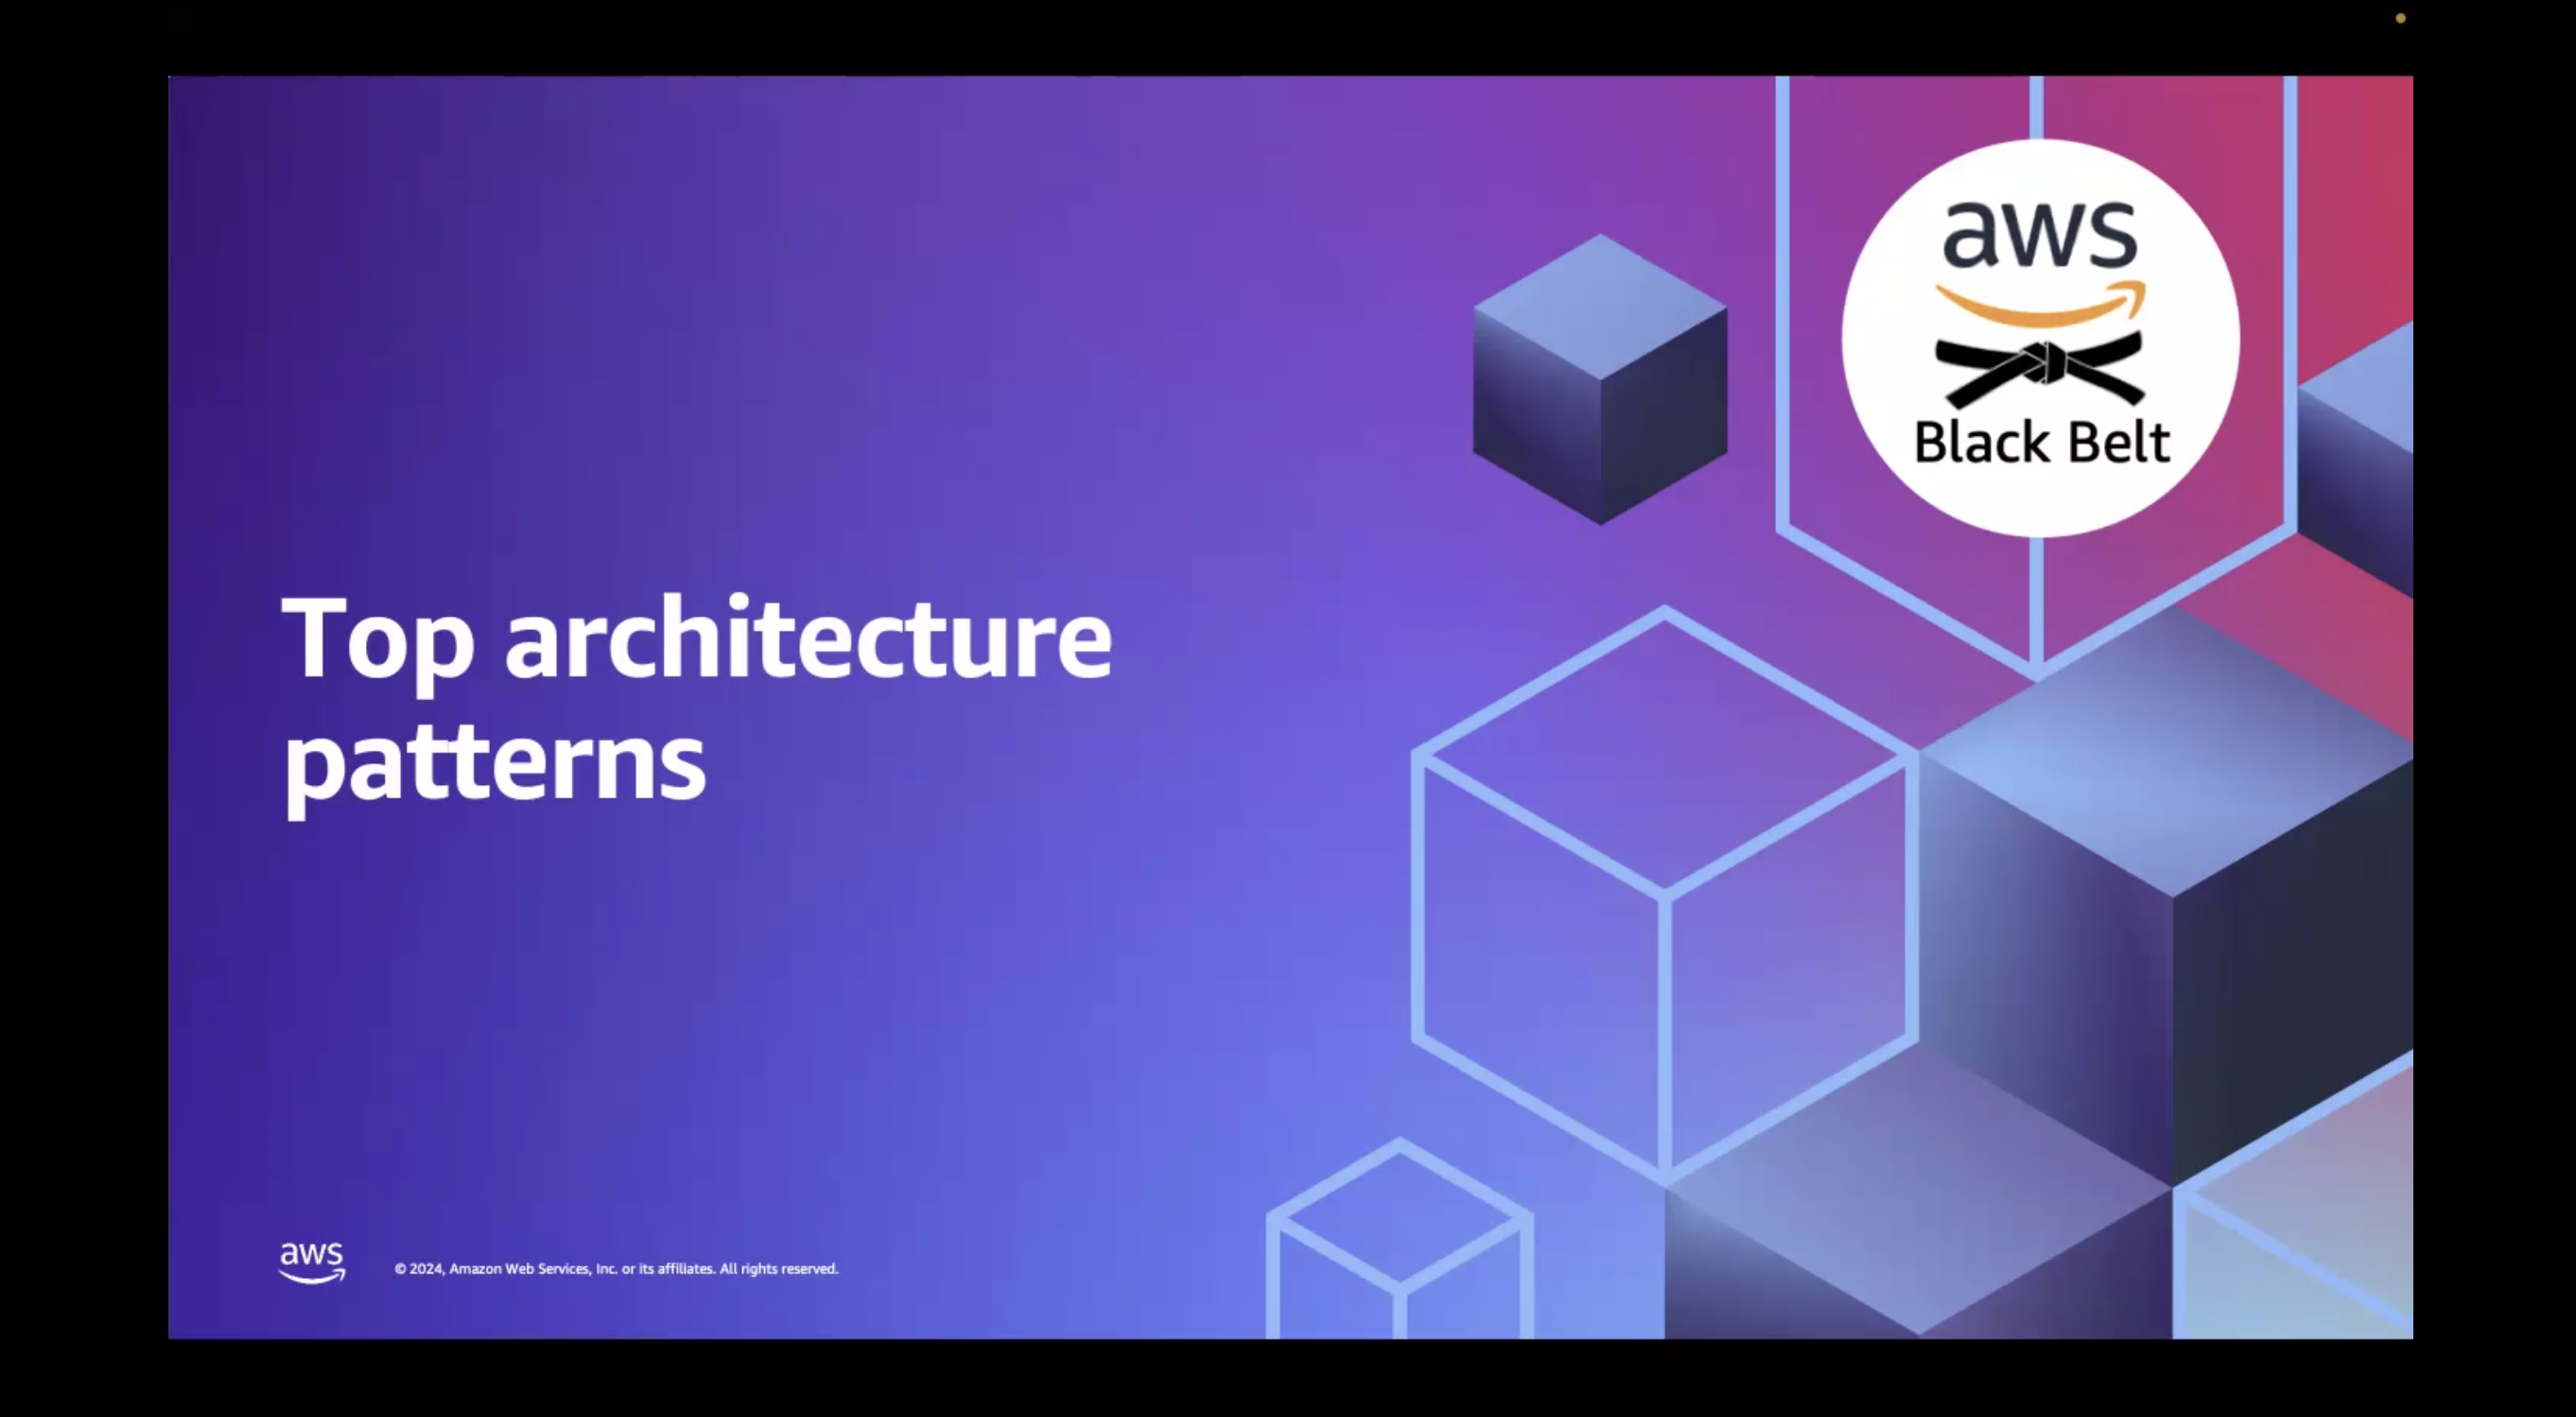 aws
Black Belt
Top architecture
patterns
aws
© 2024, Amazon Web Services, Inc. or its affiliates. All rights reserved.